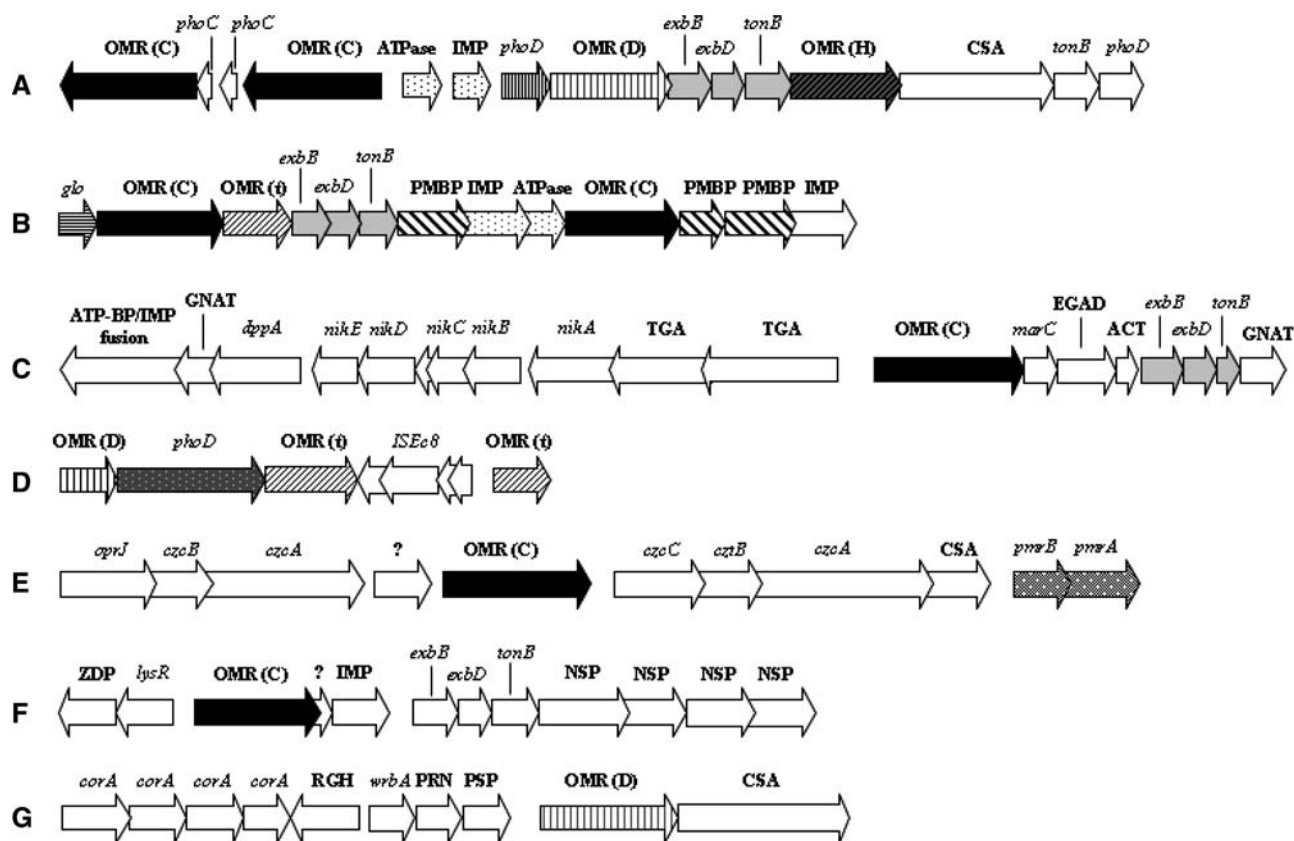 phoC phoC exbB tonB
OMR (C) OMR (C) ATPase IMP phoD OMR (D) exbD OMR (H) CSA tonB phoD
A
exbB tonB
glo OMR (C) OMR (t) exbD PMBP IMP ATPase OMR (C) PMBP PMBP IMP
B
GNAT EGAD exbB tonB
ATP-BP/IMP fusion dppA nikE nikD nikC nikB nikA TGA TGA OMR (C) marC ACT exbD GNAT
C
OMR (D) phoD OMR (t) ISEc8 OMR (t)
D
oprJ czcB czcA ? OMR (C) czcC cztB czcA CSA pmrB pmrA
E
exbB tonB
ZDP lysR OMR (C) ? IMP exbD NSP NSP NSP NSP
F
corA corA corA corA RGH wrbA PRN PSP OMR (D) CSA
G